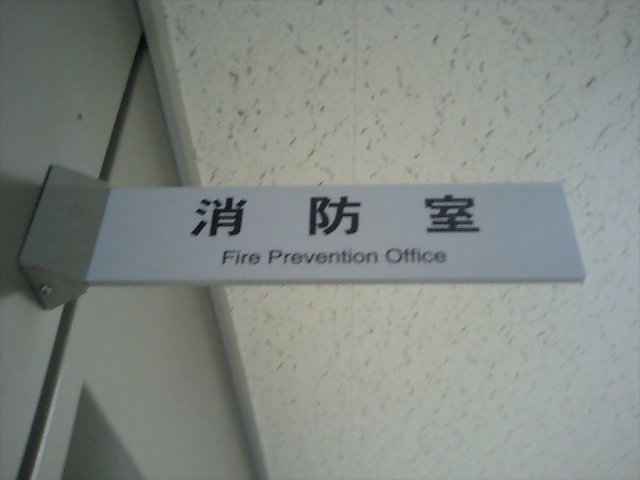 消防室
Fire Prevention Office